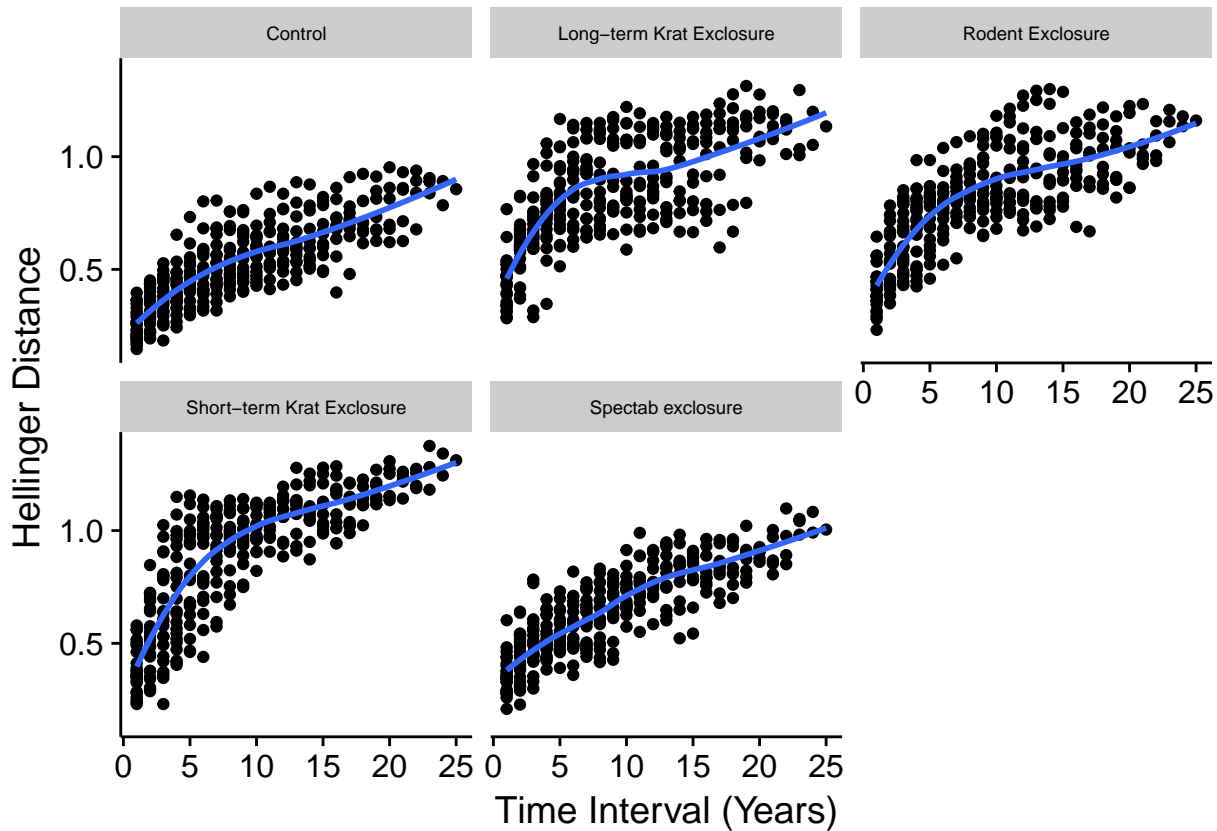 Control
Long−term Krat Exclosure
Rodent Exclosure
1.0
0.5
0 5 10 15 20 25
Short−term Krat Exclosure
Spectab exclosure
1.0
0.5
0 5 10 15 20 25
0 5 10 15 20 25
Time Interval (Years)
Hellinger Distance